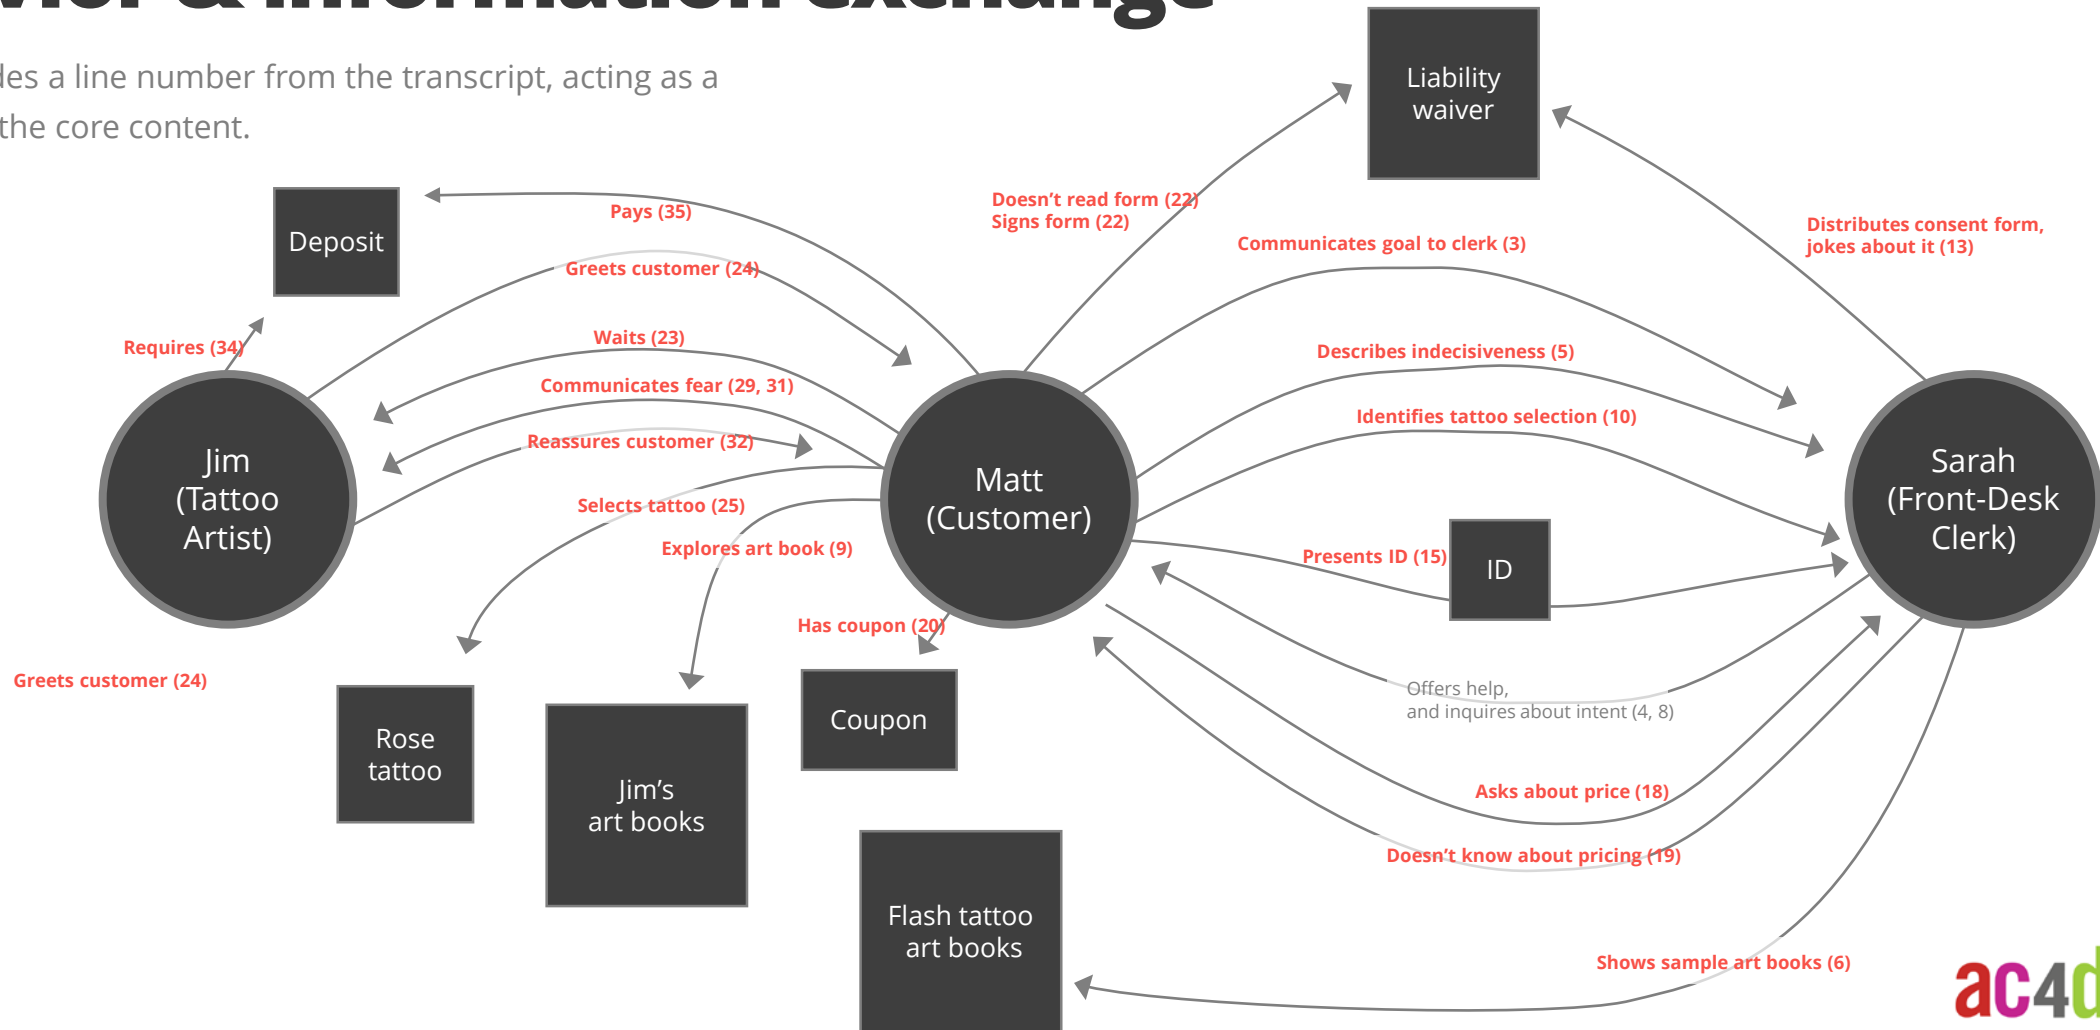 & information exchange
des a line number from the transcript, acting as a
the core content.
Liability
waiver
Deposit
Pays (35)
Doesn’t read form (22)
Signs form (22)
Distributes consent form,
jokes about it (13)
Communicates goal to clerk (3)
Greets customer (24)
Requires (34)
Waits (23)
Describes indecisiveness (5)
Communicates fear (29, 31)
Identifies tattoo selection (10)
Reassures customer (32)
Jim
(Tattoo
Artist)
Matt
(Customer)
Sarah
(Front-Desk
Clerk)
Selects tattoo (25)
Explores art book (9)
Presents ID (15)
ID
Has coupon (20)
Greets customer (24)
Offers help,
and inquires about intent (4, 8)
Rose
tattoo
Jim’s
art books
Coupon
Asks about price (18)
Doesn’t know about pricing (19)
Flash tattoo
art books
Shows sample art books (6)
ac4d